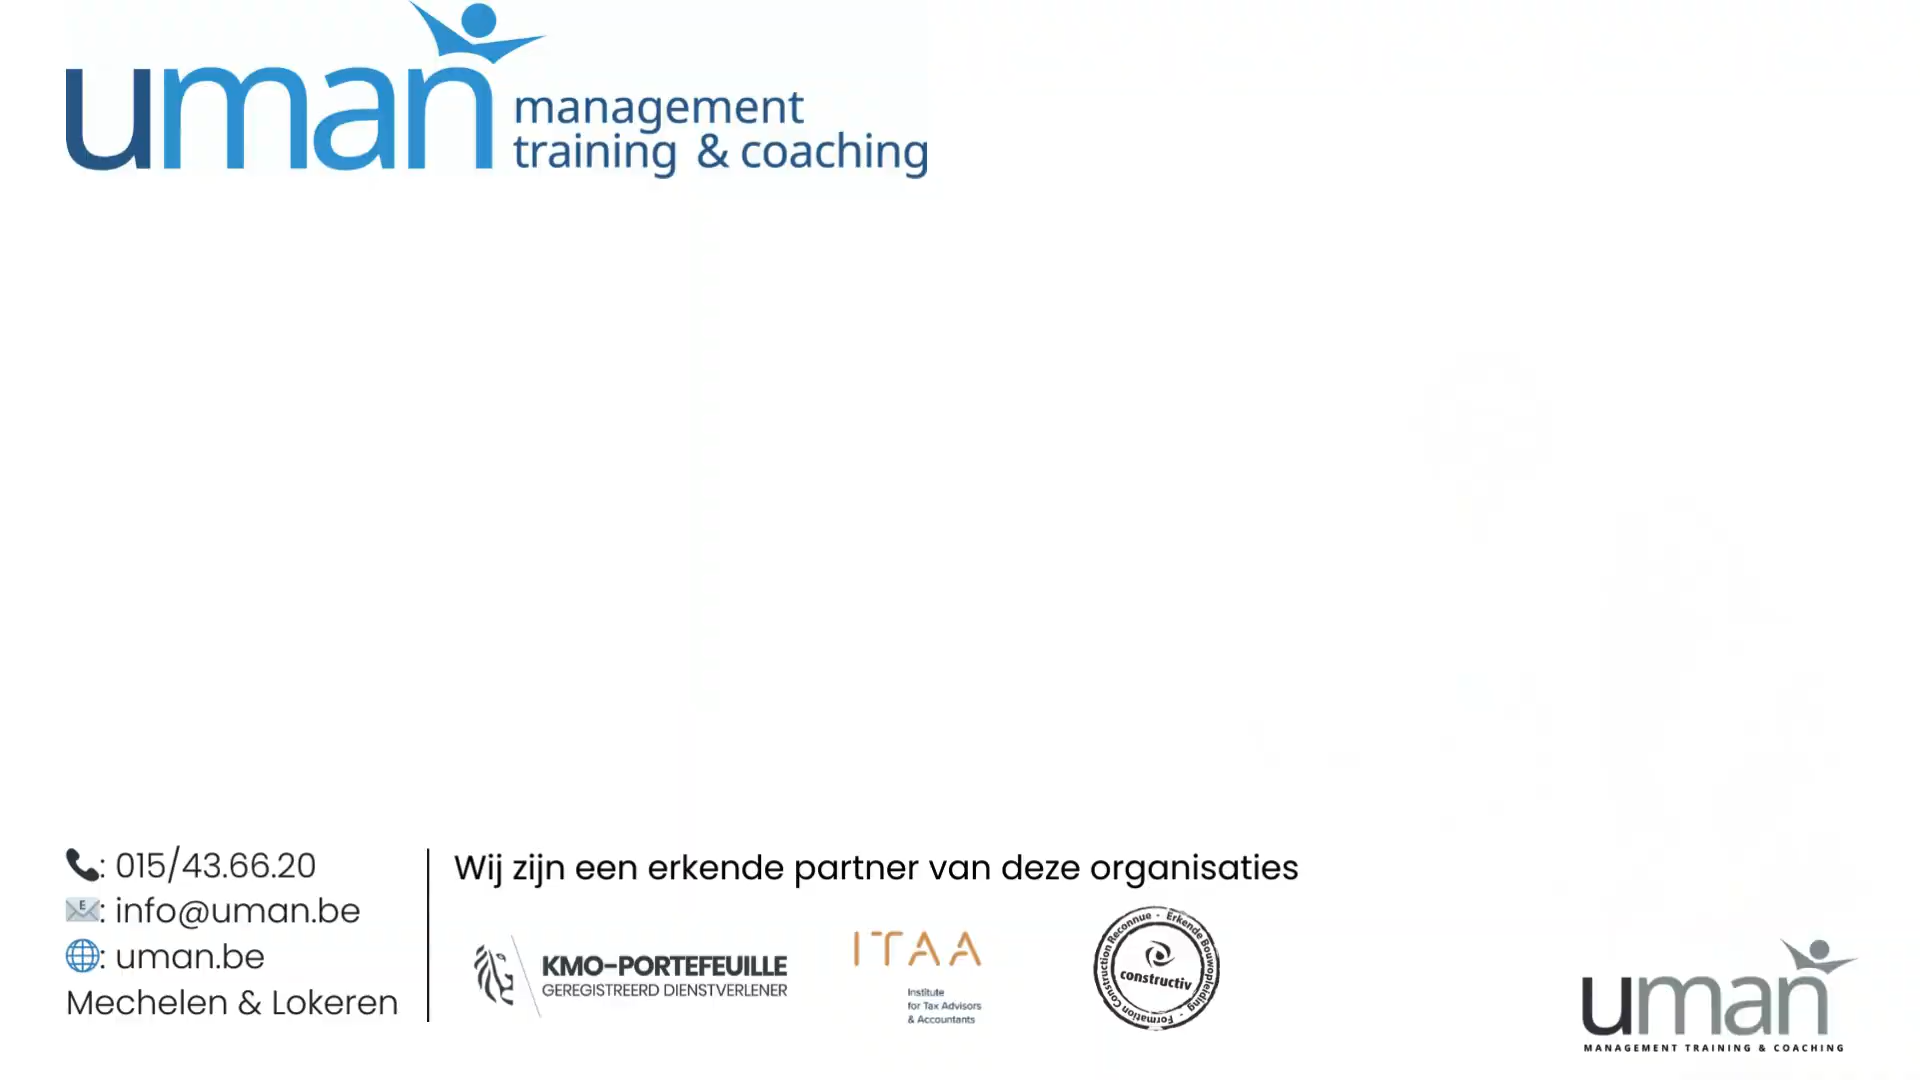 uman management
training & coaching
: 015/43.66.20
E : info@uman.be
: uman.be
Mechelen & Lokeren
Wij zijn een erkende partner van deze organisaties
KMO-PORTEFEUILLE
GEREGISTREERD DIENSTVERLENER
ITAA
Institute
for Tax Advisors
& Accountants
Formation Construction Reconnue - Erkende Bouwopleiding -
constructiv
uman
MANAGEMENT TRAINING & COACHING